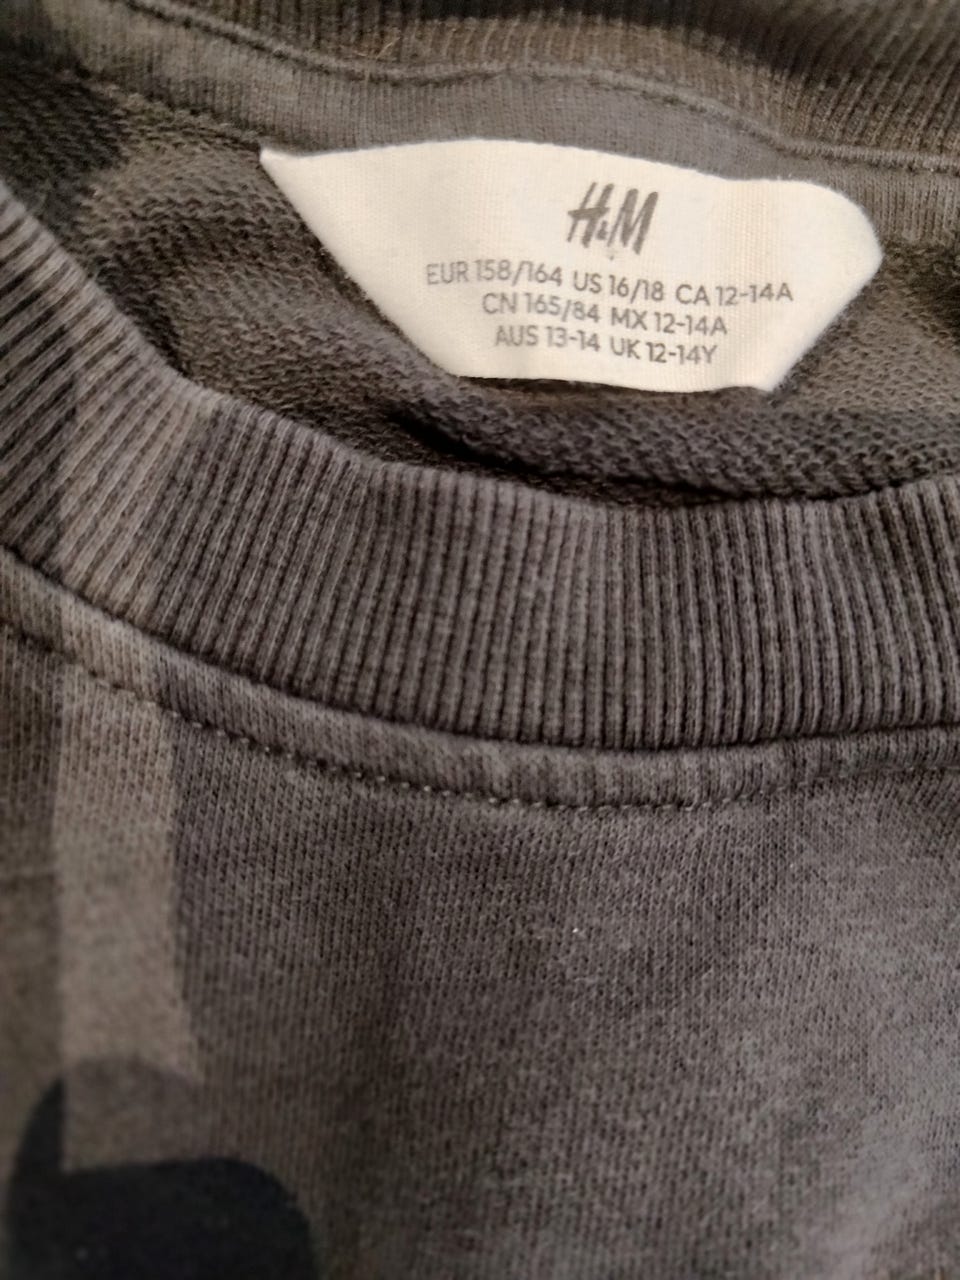 H&M
EUR 158/164 US 16/18 CA 12-14A
CN 165/84 MX 12-14A
AUS 13-14 UK 12-14Y